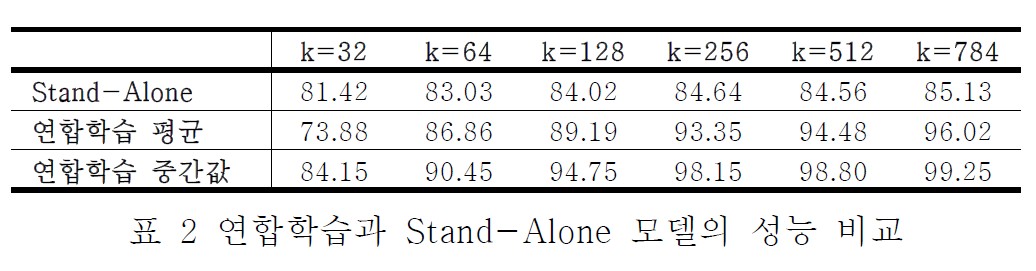 k=32 k=64 k=128 k=256 k=512 k=784
Stand-Alone 81.42 83.03 84.02 84.64 84.56 85.13
연합학습 평균 73.88 86.86 89.19 93.35 94.48 96.02
연합학습 중간값 84.15 90.45 94.75 98.15 98.80 99.25
표 2 연합학습과 Stand-Alone 모델의 성능 비교